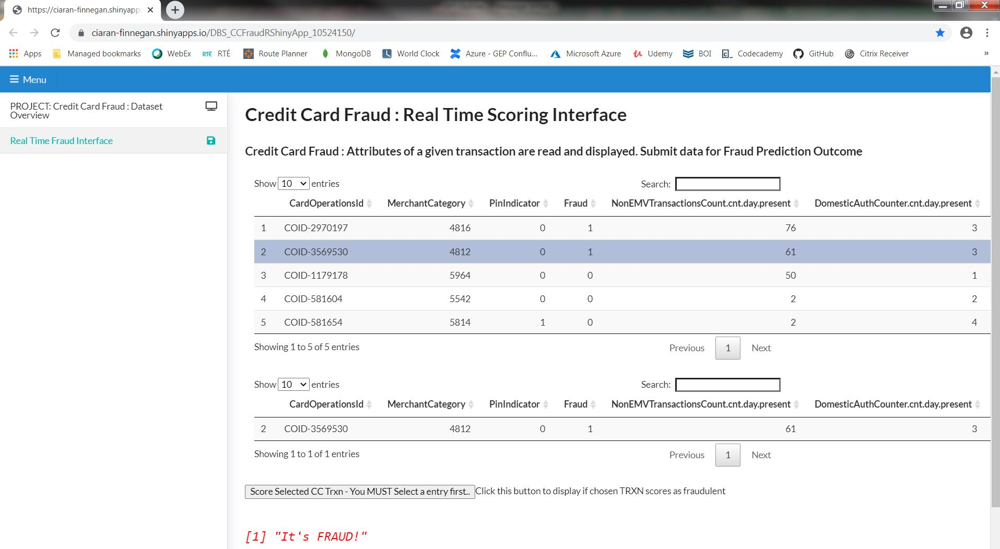 https://ciaran-finnegan.shinyapps
ciaran-finnegan.shinyapps.io/DBS_CCFraudRShinyApp_10524150/
Apps Managed bookmarks WebEx RTÉ RTÉ Route Planner MongoDB World Clock Azure - GEP Conflu... Microsoft Azure Udemy BOI Codecademy GitHub Citrix Receiver »
Menu
PROJECT: Credit Card Fraud : Dataset
Overview
Real Time Fraud Interface
Credit Card Fraud : Real Time Scoring Interface
Credit Card Fraud : Attributes of a given transaction are read and displayed. Submit data for Fraud Prediction Outcome
Show 10 entries Search:
CardOperationsId MerchantCategory PinIndicator Fraud NonEMVTransactionsCount.cnt.day.present DomesticAuthCounter.cnt.day.present
1 COID-2970197 4816 0 1 76 3
2 COID-3569530 4812 0 1 61 3
3 COID-1179178 5964 0 0 50 1
4 COID-581604 5542 0 0 2 2
5 COID-581654 5814 1 0 2 4
Showing 1 to 5 of 5 entries Previous 1 Next
Show 10 entries Search:
CardOperationsId MerchantCategory PinIndicator Fraud NonEMVTransactionsCount.cnt.day.present DomesticAuthCounter.cnt.day.present
2 COID-3569530 4812 0 1 61 3
Showing 1 to 1 of 1 entries Previous 1 Next
Score Selected CC Trxn - You MUST Select a entry first.. Click this button to display if chosen TRXN scores as fraudulent
[1] "It's FRAUD!"